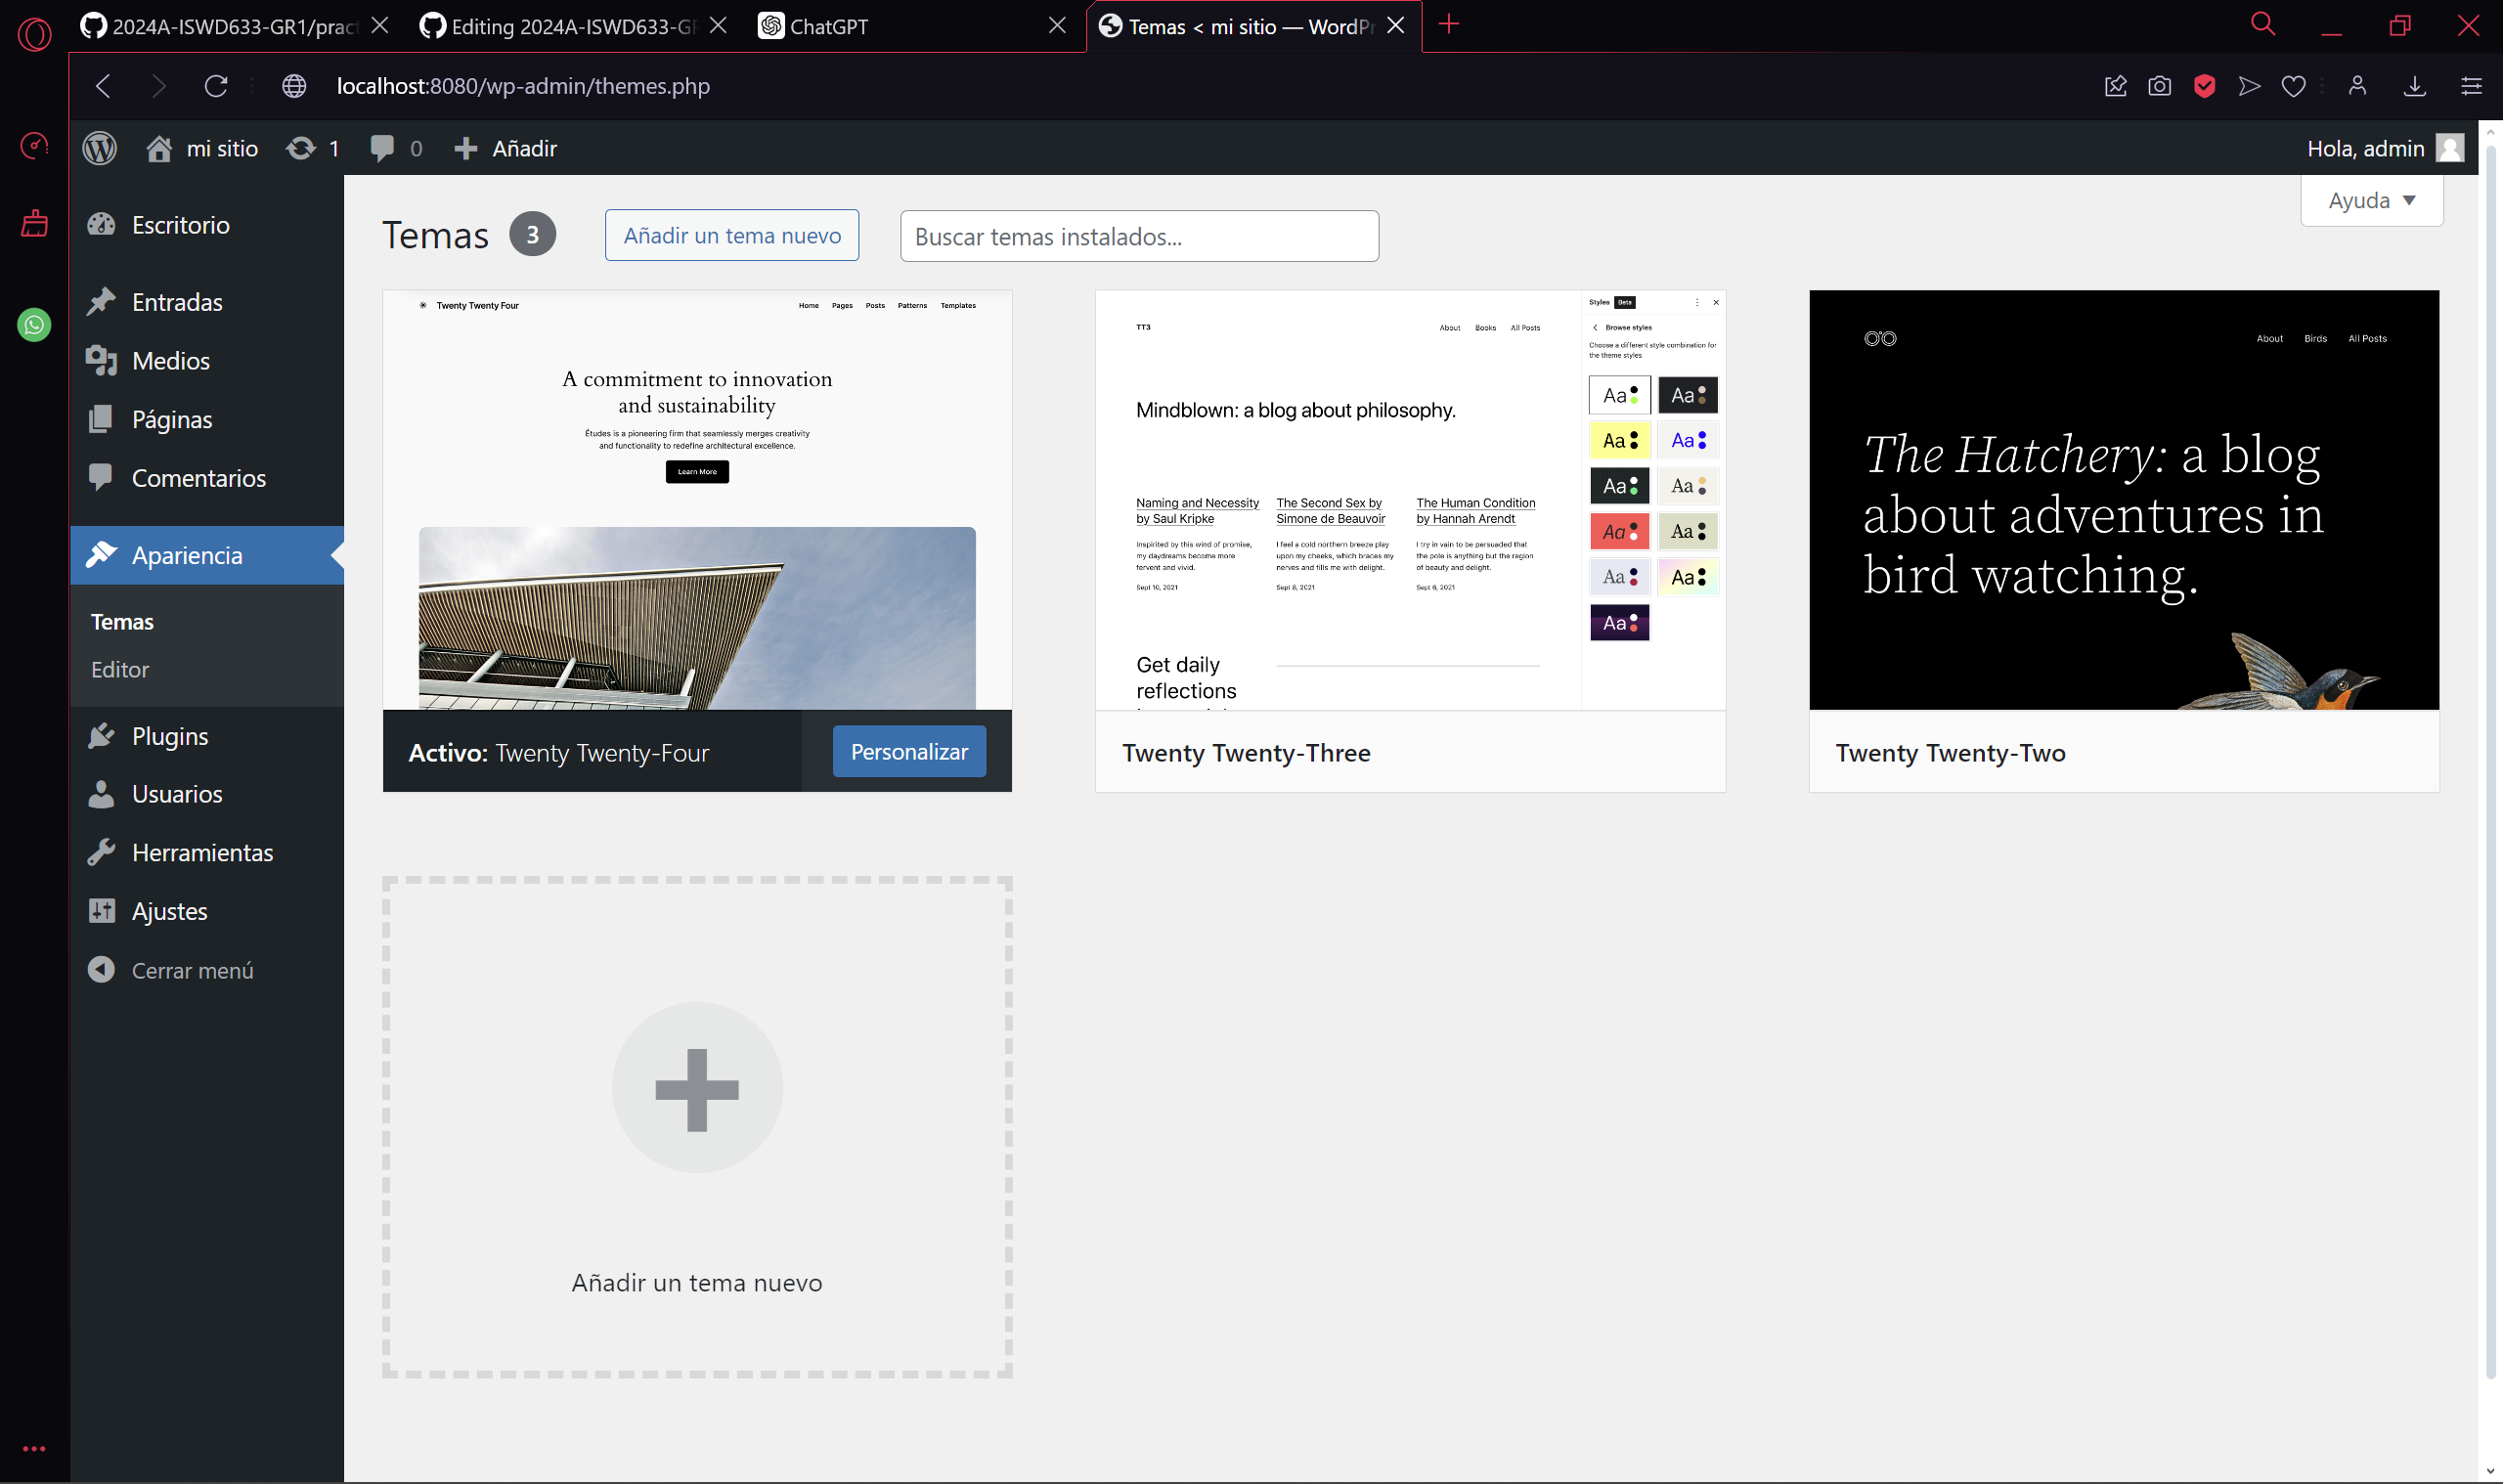 2024A-ISWD633-GR1/pract
Editing 2024A-ISWD633-GR
ChatGPT
Temas < mi sitio — WordPr
localhost:8080/wp-admin/themes.php
mi sitio
1
0
Añadir
Hola, admin
Ayuda
Escritorio
Entradas
Medios
Páginas
Comentarios
Apariencia
Temas
Editor
Plugins
Usuarios
Herramientas
Ajustes
Cerrar menú
Temas 3
Añadir un tema nuevo
Buscar temas instalados...
Twenty Twenty Four
Home Pages Posts Patterns Templates
A commitment to innovation
and sustainability
Études is a pioneering firm that seamlessly merges creativity
and functionality to redefine architectural excellence.
Learn More
Activo: Twenty Twenty-Four
Personalizar
TT3
About Books All Posts
Mindblown: a blog about philosophy.
Naming and Necessity
by Saul Kripke
Inspirited by this wind of promise,
my daydreams become more
fervent and vivid.
Sept 10, 2021
The Second Sex by
Simone de Beauvoir
I feel a cold northern breeze play
upon my cheeks, which braces my
nerves and fills me with delight.
Sept 8, 2021
The Human Condition
by Hannah Arendt
I try in vain to be persuaded that
the pole is anything but the region
of beauty and delight.
Sept 6, 2021
Get daily
reflections
Styles Beta
Browse styles
Choose a different style combination for
the theme styles
Aa Aa
Aa Aa
Aa Aa
Aa Aa
Aa Aa
Aa
Twenty Twenty-Three
About Birds All Posts
The Hatchery: a blog
about adventures in
bird watching.
Twenty Twenty-Two
Añadir un tema nuevo